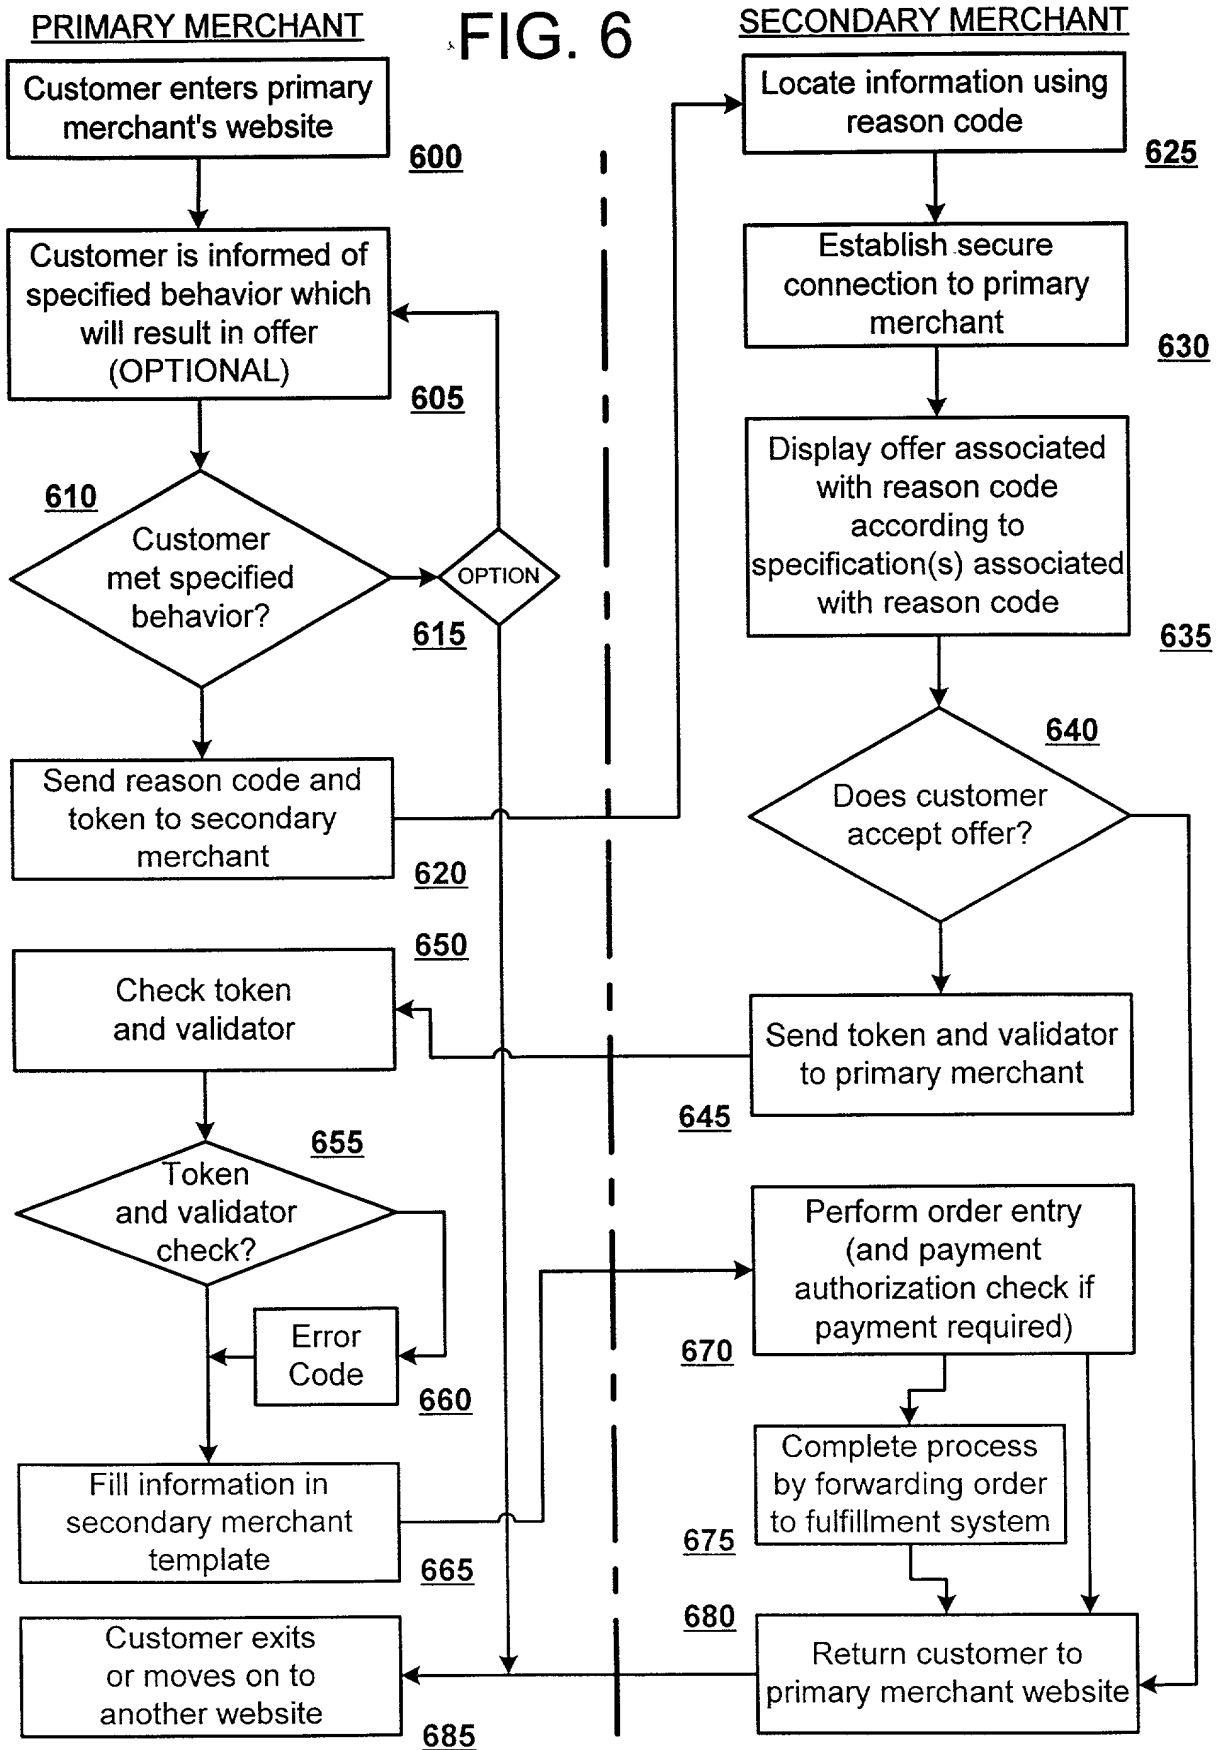 PRIMARY MERCHANT
FIG. 6
SECONDARY MERCHANT
Customer enters primary
merchant's website
600
Customer is informed of
specified behavior which
will result in offer
(OPTIONAL)
605
610
Customer
met specified
behavior?
OPTION
615
Send reason code and
token to secondary
merchant
620
Locate information using
reason code
625
Establish secure
connection to primary
merchant
630
Display offer associated
with reason code
according to
specification(s) associated
with reason code
635
640
Does customer
accept offer?
Send token and validator
to primary merchant
645
650
Check token
and validator
655
Token
and validator
check?
Error
Code
660
Fill information in
secondary merchant
template
665
Perform order entry
(and payment
authorization check if
payment required)
670
Complete process
by forwarding order
to fulfillment system
675
680
Return customer to
primary merchant website
Customer exits
or moves on to
another website
685